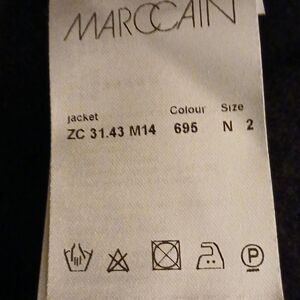 MARCCAIN
jacket Colour Size
ZC 31.43 M14 695 N 2
P